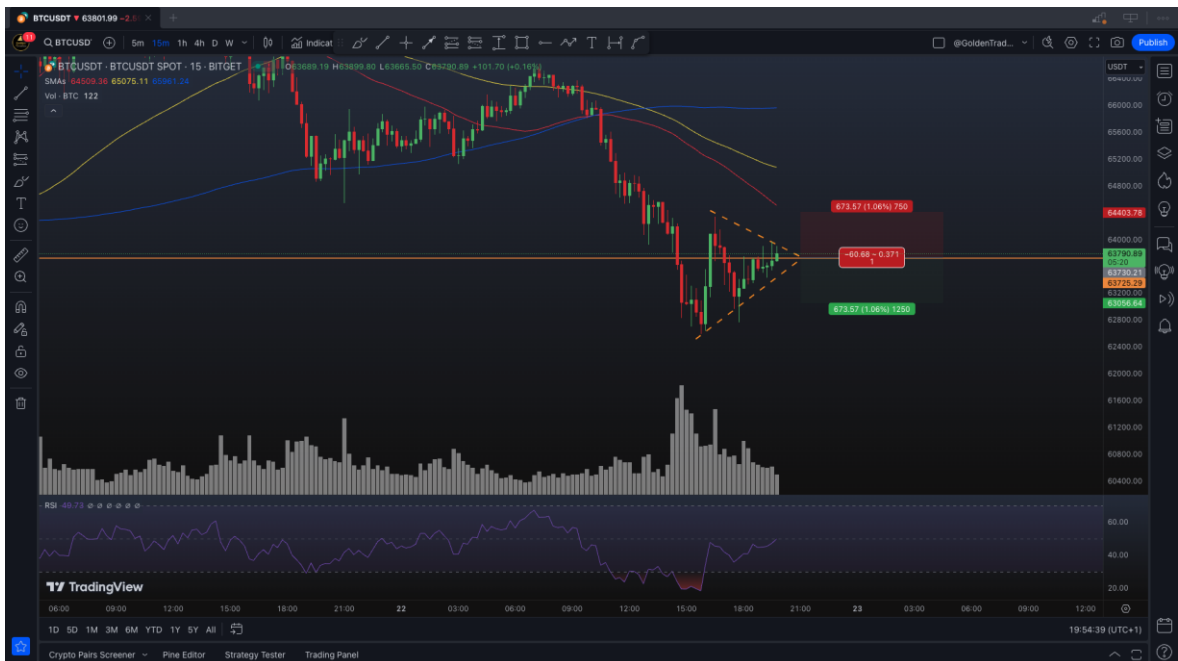 BTCUSDT ▼ 63801.99 −2.5
11
BTCUSD' 5m 15m 1h 4h D W Indicat @GoldenTrad... Publish
BTCUSDT · BTCUSDT SPOT · 15 · BITGET O63689.19 H63899.80 L63665.50 C63790.89 +101.70 (+0.16%)
SMAs 64509.36 65075.11 65961.24
Vol · BTC 122
USDT
66400.00
66000.00
65600.00
65200.00
64800.00
64403.78
64000.00
63790.89
05:20
63730.21
63725.29
63200.00
63056.64
62800.00
62400.00
62000.00
61600.00
61200.00
60800.00
60400.00
673.57 (1.06%) 750
−60.68 ~ 0.371
1
673.57 (1.06%) 1250
RSI 49.73 ø ø ø ø ø ø
60.00
40.00
20.00
TradingView
06:00 09:00 12:00 15:00 18:00 21:00 22 03:00 06:00 09:00 12:00 15:00 18:00 21:00 23 03:00 06:00 09:00 12:00
1D 5D 1M 3M 6M YTD 1Y 5Y All 19:54:39 (UTC+1)
Crypto Pairs Screener Pine Editor Strategy Tester Trading Panel